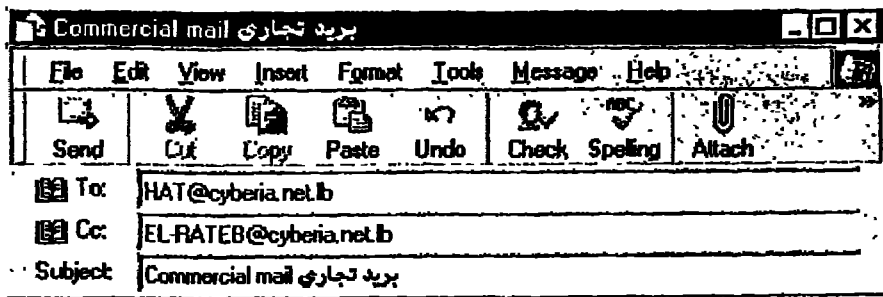 Commercial mail بريد تجاري
File Edit View Insert Format Tools Message Help
Send Cut Copy Paste Undo Check Spelling Attach
To: HAT@cyberia.net.lb
Cc: EL-RATEB@cyberia.net.lb
Subject: Commercial mail بريد تجاري